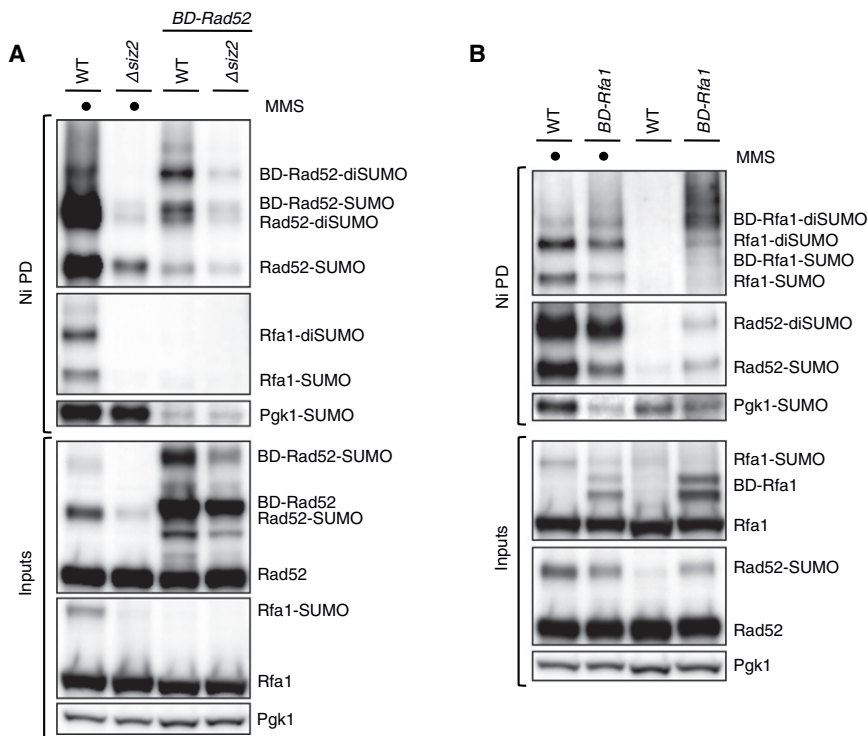 A
BD-Rad52
WT
Δsiz2
WT
Δsiz2
MMS
Ni PD
BD-Rad52-diSUMO
BD-Rad52-SUMO
Rad52-diSUMO
Rad52-SUMO
Rfa1-diSUMO
Rfa1-SUMO
Pgk1-SUMO
Inputs
BD-Rad52-SUMO
BD-Rad52
Rad52-SUMO
Rad52
Rfa1-SUMO
Rfa1
Pgk1
B
WT
BD-Rfa1
WT
BD-Rfa1
MMS
Ni PD
BD-Rfa1-diSUMO
Rfa1-diSUMO
BD-Rfa1-SUMO
Rfa1-SUMO
Rad52-diSUMO
Rad52-SUMO
Pgk1-SUMO
Inputs
Rfa1-SUMO
BD-Rfa1
Rfa1
Rad52-SUMO
Rad52
Pgk1